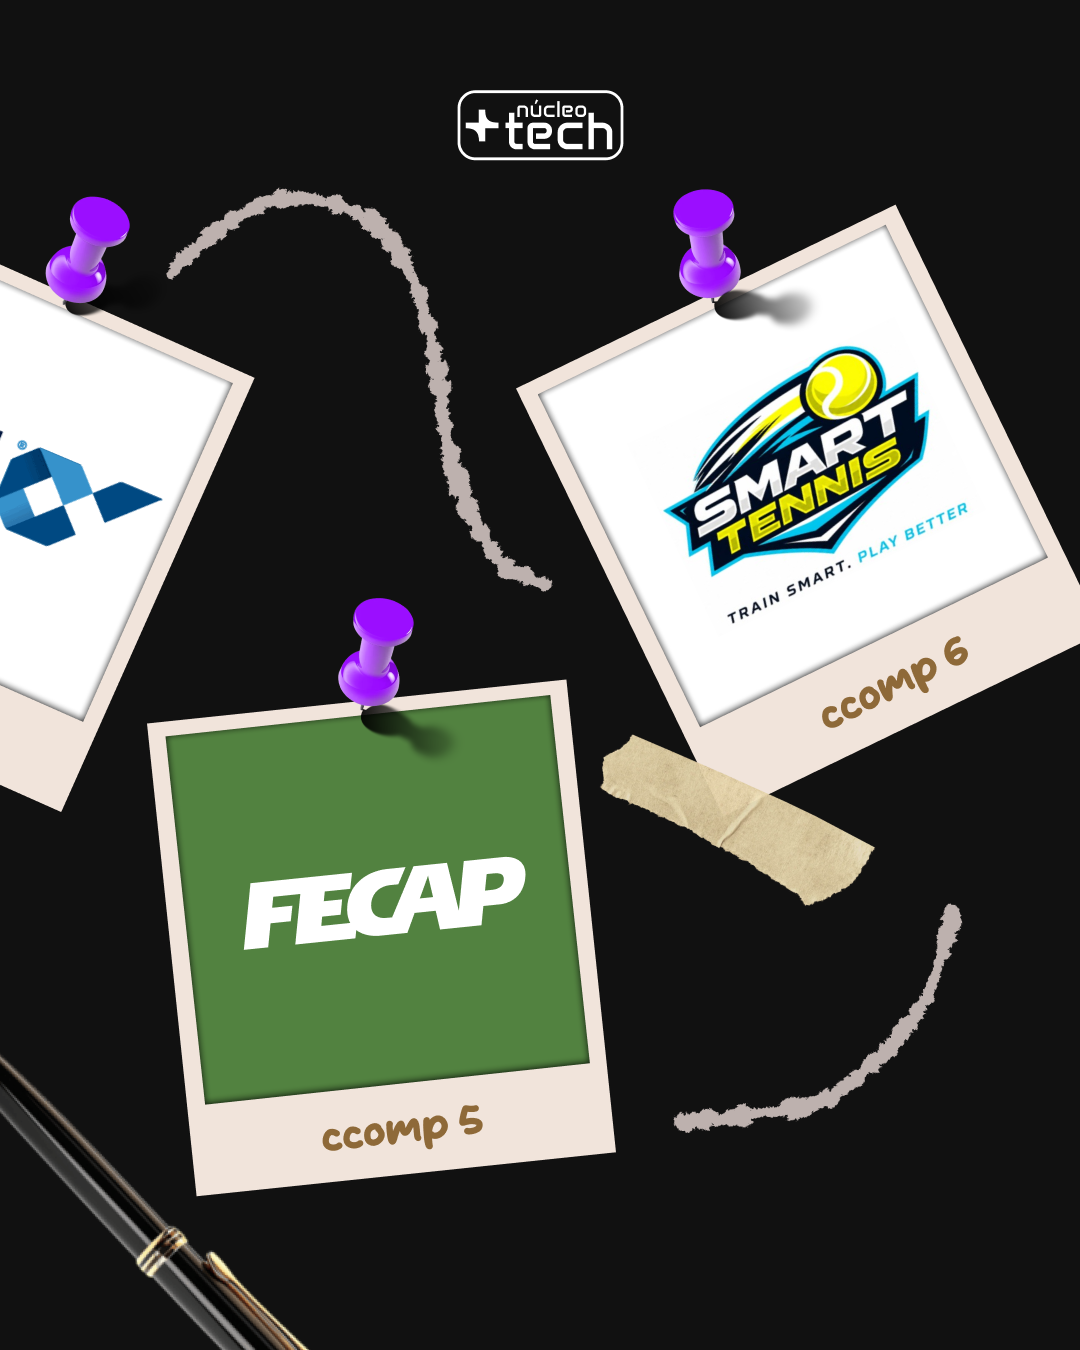 núcleo
tech
®
SMART
TENNIS
TRAIN SMART. PLAY BETTER
ccomp 6
FECAP
ccomp 5